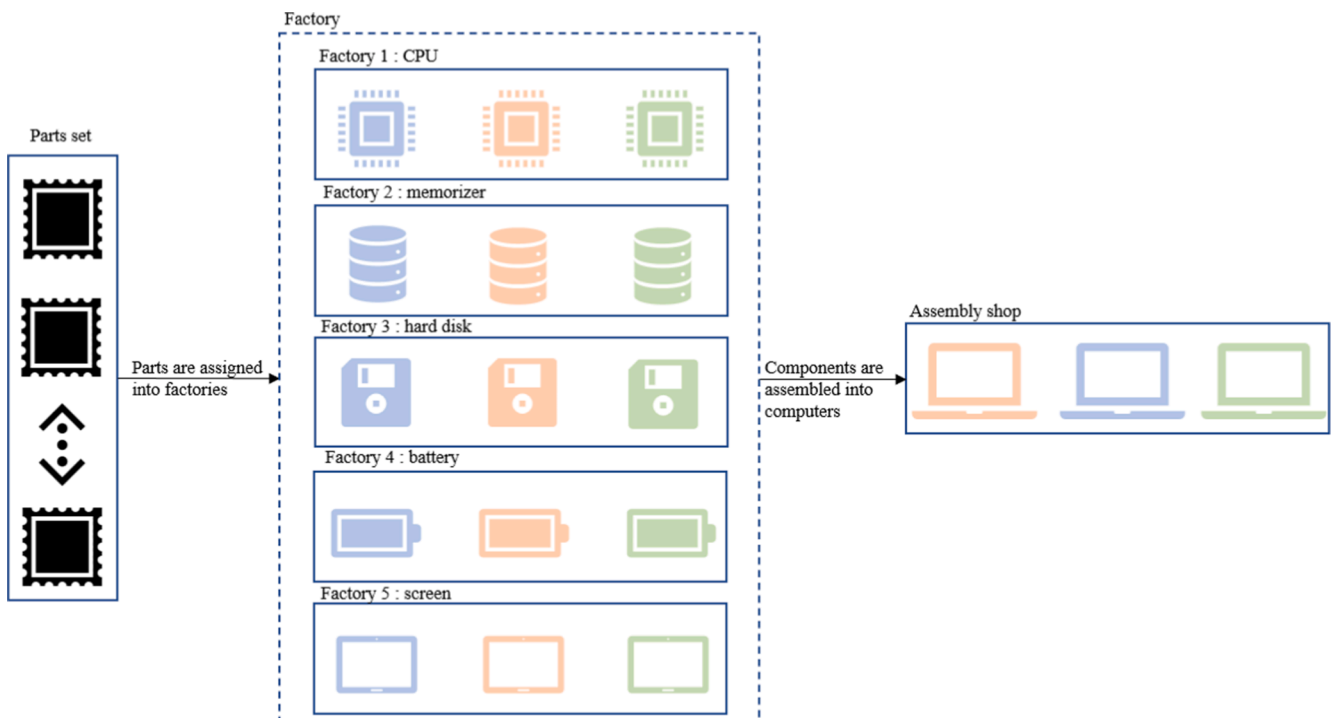 Factory
Factory 1 : CPU
Parts set
Factory 2 : memorizer
Factory 3 : hard disk
Assembly shop
Parts are assigned
into factories
Components are
assembled into
computers
Factory 4 : battery
Factory 5 : screen